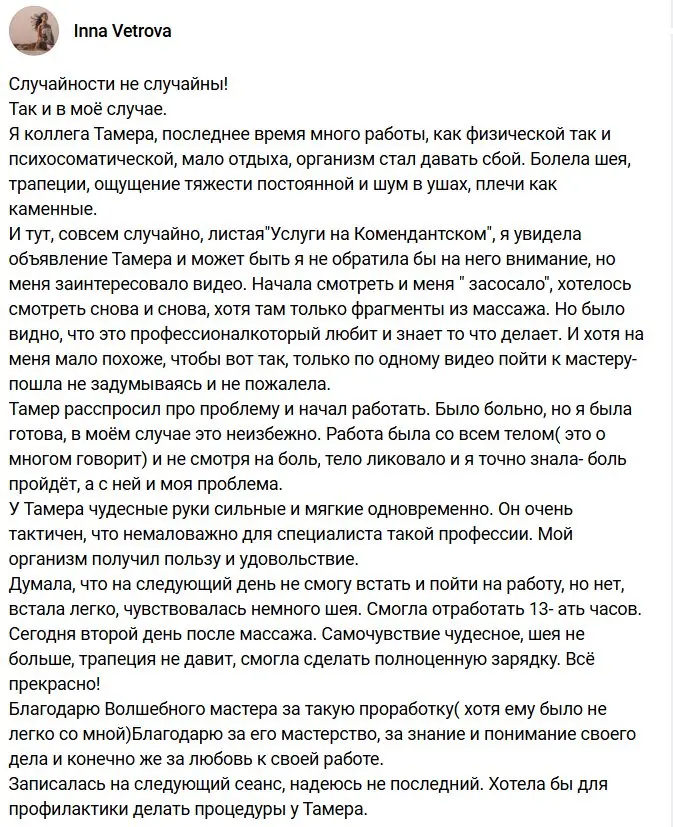 Inna Vetrova
Случайности не случайны!
Так и в моё случае.
Я коллега Тамера, последнее время много работы, как физической так и
психосоматической, мало отдыха, организм стал давать сбой. Болела шея,
трапеции, ощущение тяжести постоянной и шум в ушах, плечи как
каменные.
И тут, совсем случайно, листая"Услуги на Комендантском", я увидела
объявление Тамера и может быть я не обратила бы на него внимание, но
меня заинтересовало видео. Начала смотреть и меня " засосало", хотелось
смотреть снова и снова, хотя там только фрагменты из массажа. Но было
видно, что это профессионалкоторый любит и знает то что делает. И хотя на
меня мало похоже, чтобы вот так, только по одному видео пойти к мастеру-
пошла не задумываясь и не пожалела.
Тамер расспросил про проблему и начал работать. Было больно, но я была
готова, в моём случае это неизбежно. Работа была со всем телом( это о
многом говорит) и не смотря на боль, тело ликовало и я точно знала- боль
пройдёт, а с ней и моя проблема.
У Тамера чудесные руки сильные и мягкие одновременно. Он очень
тактичен, что немаловажно для специалиста такой профессии. Мой
организм получил пользу и удовольствие.
Думала, что на следующий день не смогу встать и пойти на работу, но нет,
встала легко, чувствовалась немного шея. Смогла отработать 13- ать часов.
Сегодня второй день после массажа. Самочувствие чудесное, шея не
больше, трапеция не давит, смогла сделать полноценную зарядку. Всё
прекрасно!
Благодарю Волшебного мастера за такую проработку( хотя ему было не
легко со мной)Благодарю за его мастерство, за знание и понимание своего
дела и конечно же за любовь к своей работе.
Записалась на следующий сеанс, надеюсь не последний. Хотела бы для
профилактики делать процедуры у Тамера.